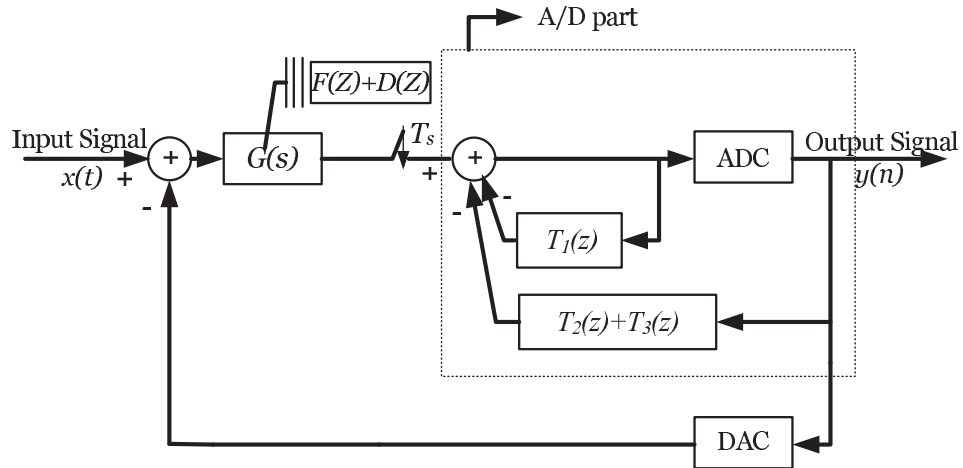 A/D part
F(Z)+D(Z)
Input Signal
x(t)
+
-
+
G(s)
Ts
+
+
-
-
ADC
Output Signal
y(n)
T1(z)
T2(z)+T3(z)
DAC